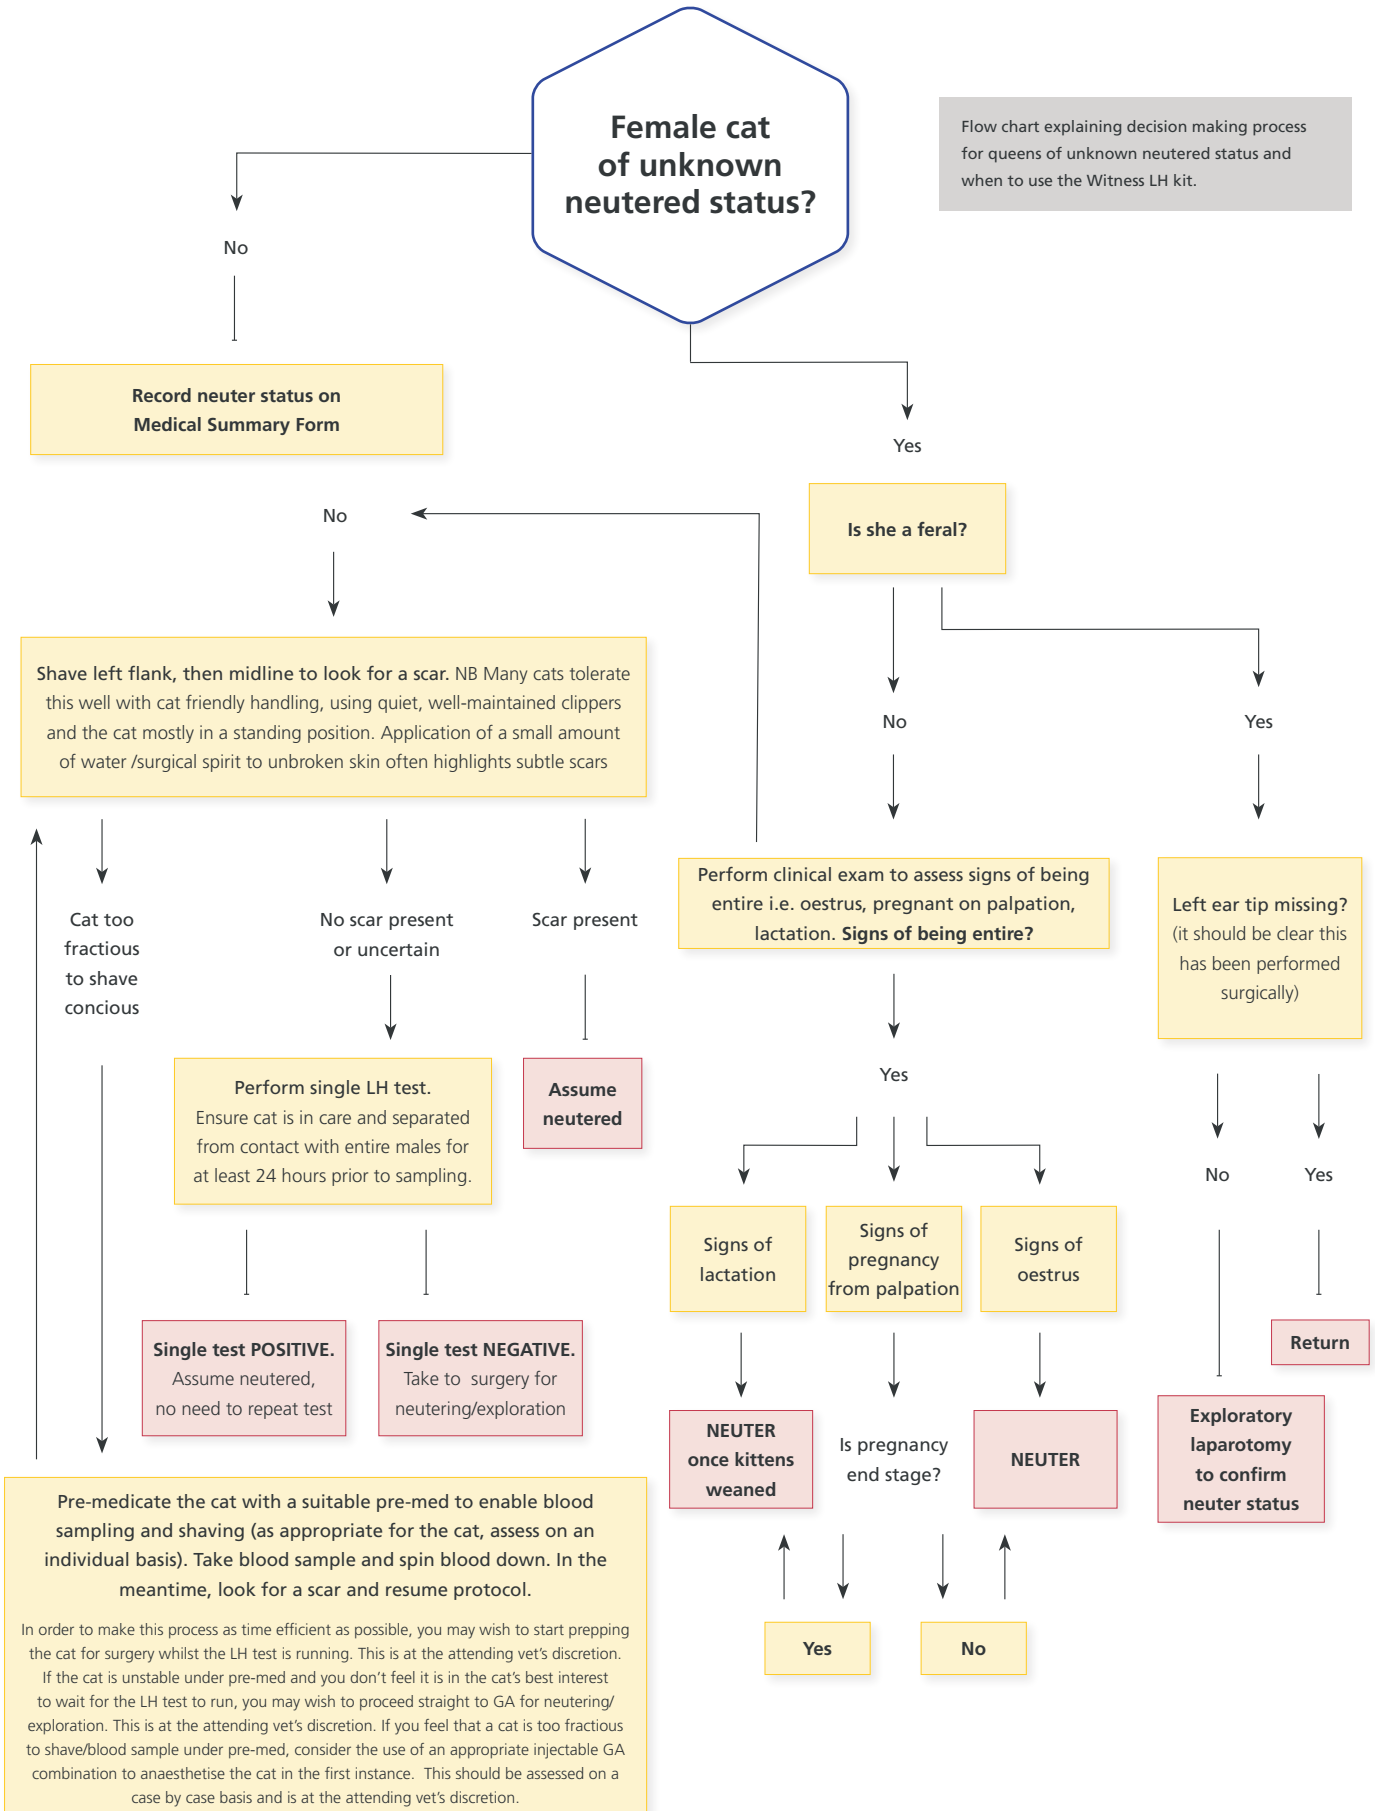 Female cat
of unknown
neutered status?
Flow chart explaining decision making process
for queens of unknown neutered status and
when to use the Witness LH kit.
No
Record neuter status on
Medical Summary Form
Yes
Is she a feral?
No
Shave left flank, then midline to look for a scar. NB Many cats tolerate
this well with cat friendly handling, using quiet, well-maintained clippers
and the cat mostly in a standing position. Application of a small amount
of water /surgical spirit to unbroken skin often highlights subtle scars
No
Yes
Cat too
fractious
to shave
concious
No scar present
or uncertain
Scar present
Perform clinical exam to assess signs of being
entire i.e. oestrus, pregnant on palpation,
lactation. Signs of being entire?
Left ear tip missing?
(it should be clear this
has been performed
surgically)
Perform single LH test.
Ensure cat is in care and separated
from contact with entire males for
at least 24 hours prior to sampling.
Assume
neutered
Yes
No
Yes
Signs of
lactation
Signs of
pregnancy
from palpation
Signs of
oestrus
Single test POSITIVE.
Assume neutered,
no need to repeat test
Single test NEGATIVE.
Take to surgery for
neutering/exploration
Return
NEUTER
once kittens
weaned
Is pregnancy
end stage?
NEUTER
Exploratory
laparotomy
to confirm
neuter status
Yes
No
Pre-medicate the cat with a suitable pre-med to enable blood
sampling and shaving (as appropriate for the cat, assess on an
individual basis). Take blood sample and spin blood down. In the
meantime, look for a scar and resume protocol.
In order to make this process as time efficient as possible, you may wish to start prepping
the cat for surgery whilst the LH test is running. This is at the attending vet's discretion.
If the cat is unstable under pre-med and you don't feel it is in the cat's best interest
to wait for the LH test to run, you may wish to proceed straight to GA for neutering/
exploration. This is at the attending vet's discretion. If you feel that a cat is too fractious
to shave/blood sample under pre-med, consider the use of an appropriate injectable GA
combination to anaesthetise the cat in the first instance. This should be assessed on a
case by case basis and is at the attending vet's discretion.